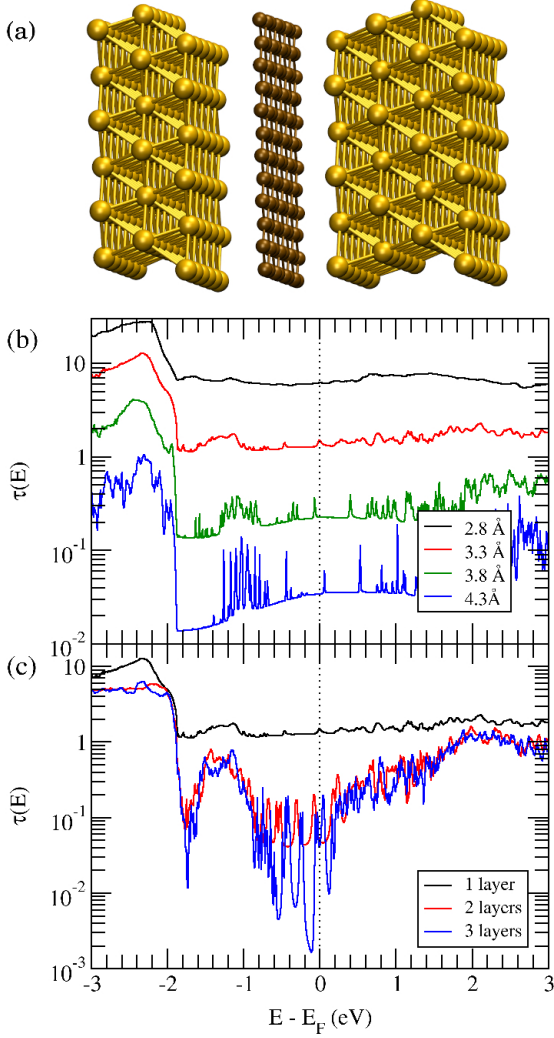 (a)
(b)
10
1
10-1
10-2
τ(E)
2.8 Å
3.3 Å
3.8 Å
4.3Å
(c)
10
1
10-1
10-2
10-3
τ(E)
1 layer
2 layers
3 layers
-3 -2 -1 0 1 2 3
E - EF (eV)